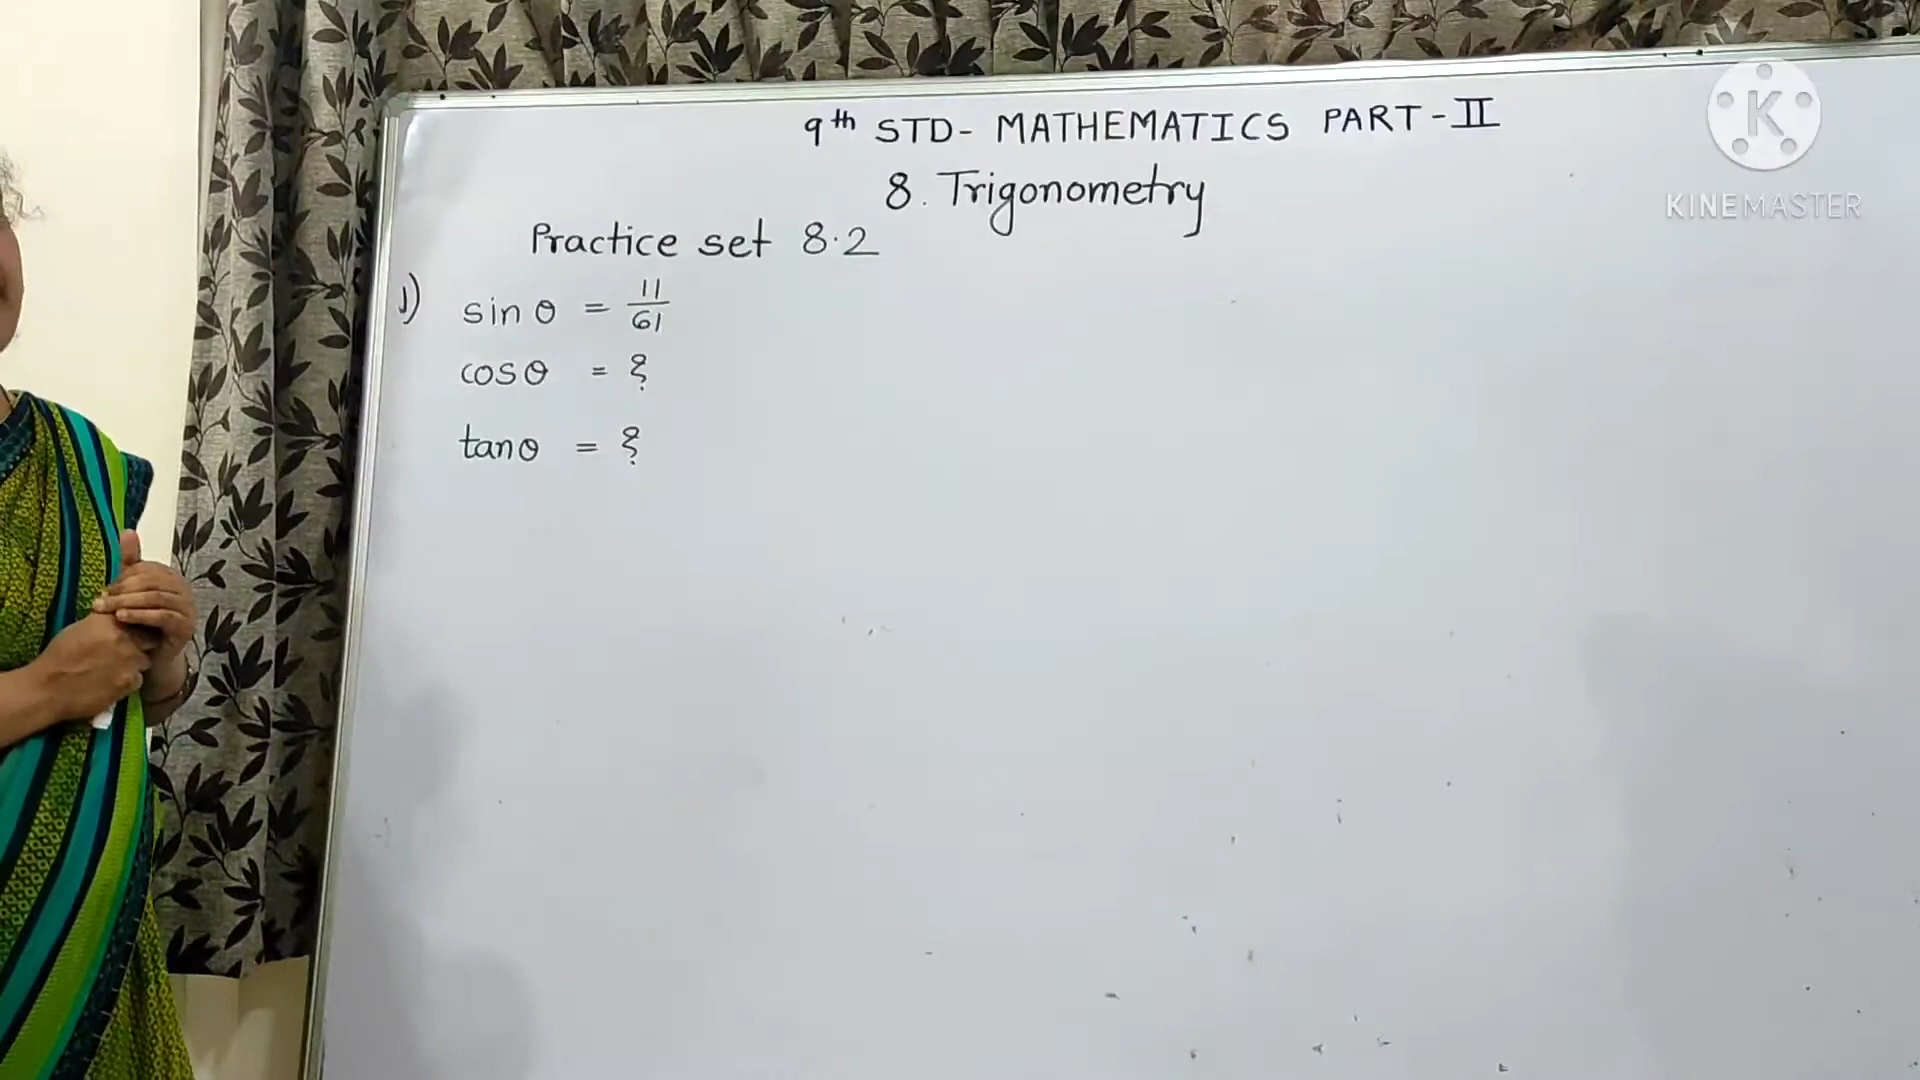 9th STD- MATHEMATICS PART-II
8. Trigonometry
Practice set 8.2
1) sin θ = 11/61
cos θ = ?
tan θ = ?
K
KINEMASTER